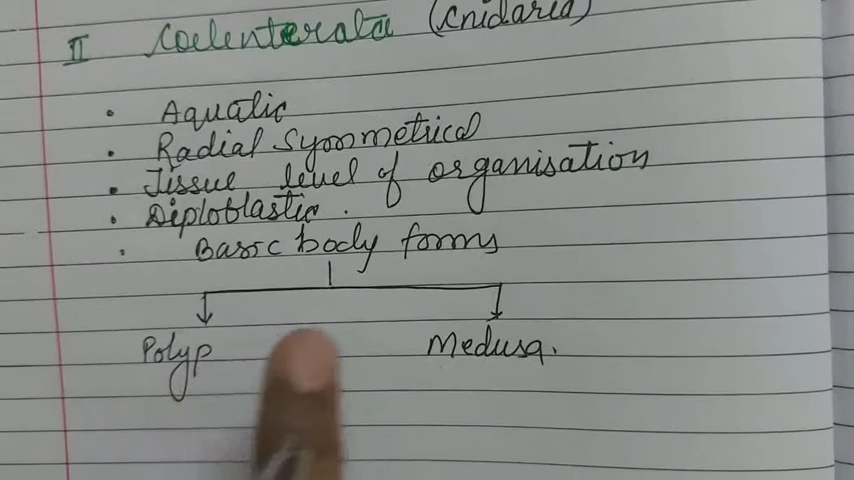 II Coelenterata (Cnidaria)
• Aquatic
• Radial Symmetrical
• Tissue level of organisation
• Diploblastic.
• Basic body forms
Polyp Medusa.